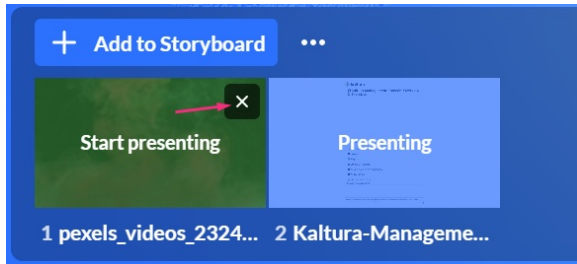 + Add to Storyboard ...
Start presenting
Presenting
1 pexels_videos_2324...
2 Kaltura-Manageme...